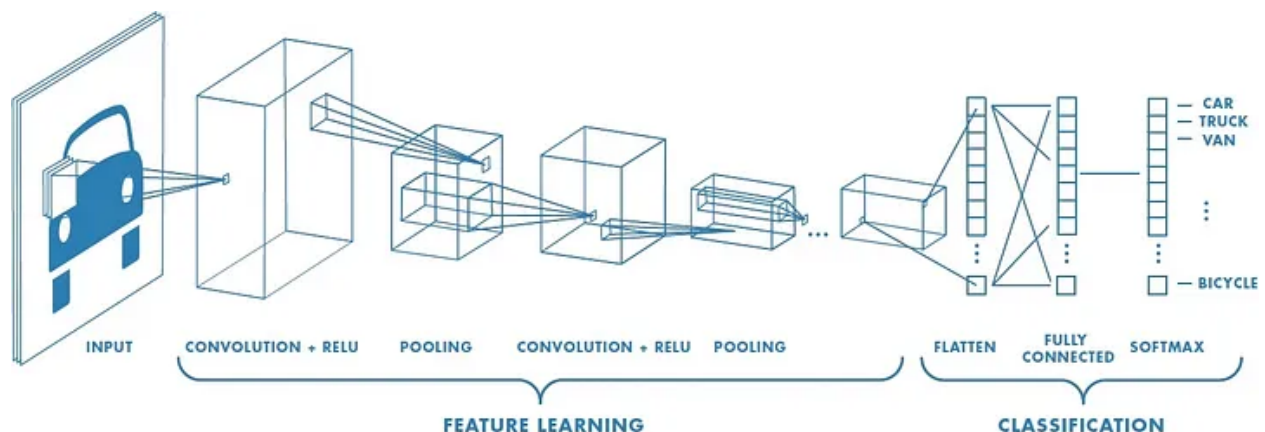 CAR
TRUCK
VAN
BICYCLE
INPUT
CONVOLUTION + RELU
POOLING
CONVOLUTION + RELU
POOLING
FLATTEN
FULLY
CONNECTED
SOFTMAX
FEATURE LEARNING
CLASSIFICATION